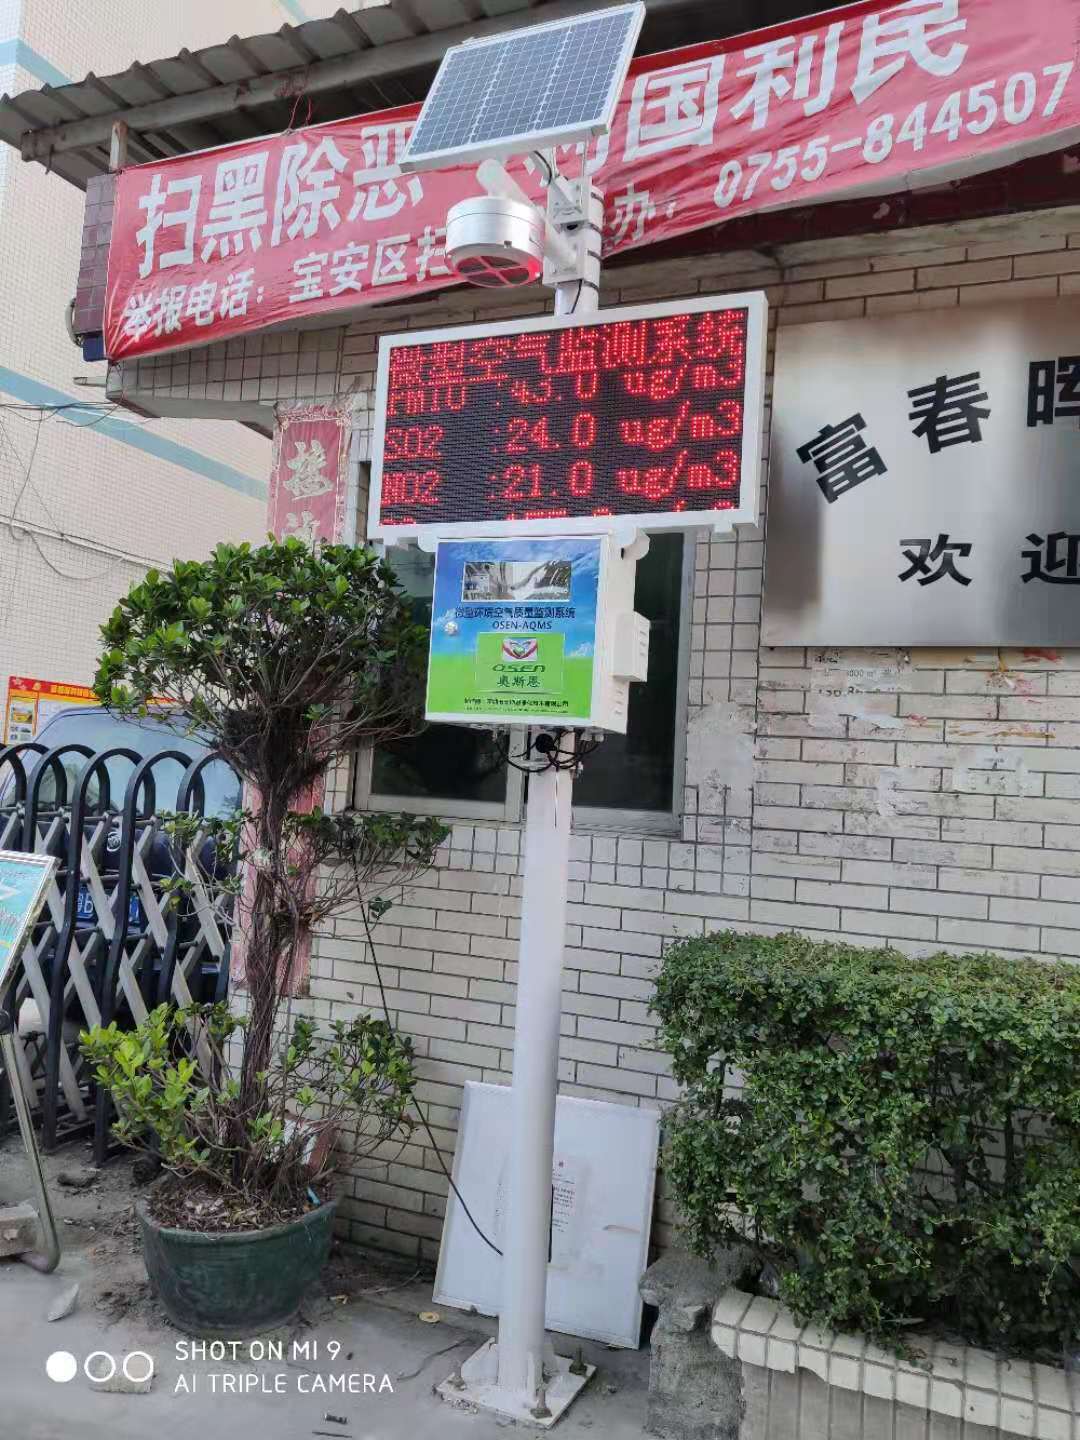 扫黑除恶 国利民
举报电话：宝安区扫 办：0755-844507
微型空气监测系统
PM10 :43.0 ug/m3
SO2 :24.0 ug/m3
NO2 :21.0 ug/m3
富春晖
欢迎
微型环境空气质量监测系统
OSEN-AQMS
OSEN
奥斯恩
SHOT ON MI 9
AI TRIPLE CAMERA